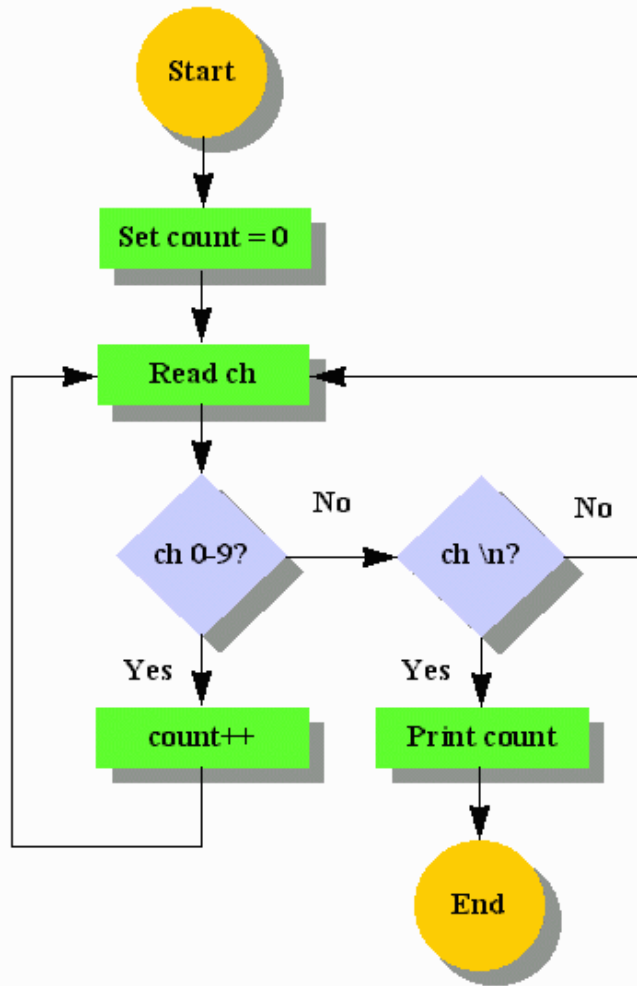 Start
Set count = 0
Read ch
ch 0-9?
No
ch \n?
No
Yes
count++
Yes
Print count
End